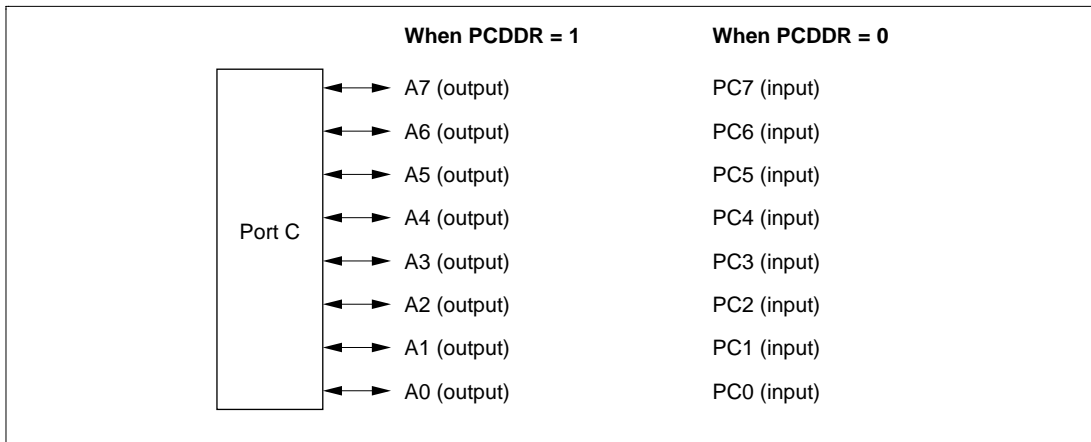 When PCDDR = 1 When PCDDR = 0
A7 (output) PC7 (input)
A6 (output) PC6 (input)
A5 (output) PC5 (input)
A4 (output) PC4 (input)
Port C
A3 (output) PC3 (input)
A2 (output) PC2 (input)
A1 (output) PC1 (input)
A0 (output) PC0 (input)